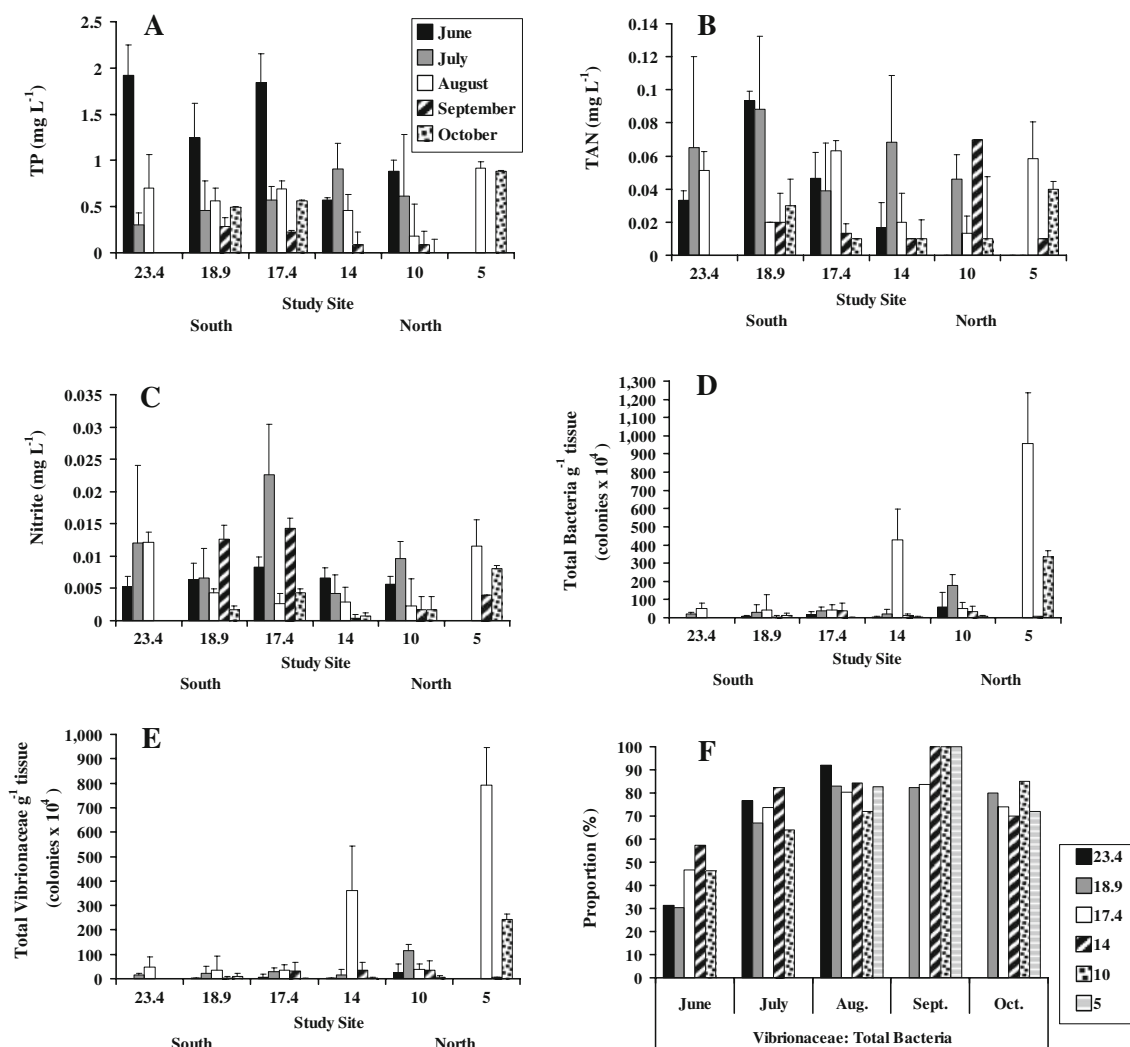 A
TP (mg L-1)
2.5
2
1.5
1
0.5
0
June
July
August
September
October
23.4 18.9 17.4 14 10 5
Study Site
South North
B
TAN (mg L-1)
0.14
0.12
0.1
0.08
0.06
0.04
0.02
0
23.4 18.9 17.4 14 10 5
Study Site
South North
C
Nitrite (mg L-1)
0.035
0.03
0.025
0.02
0.015
0.01
0.005
0
23.4 18.9 17.4 14 10 5
Study Site
South North
D
Total Bacteria g-1 tissue
(colonies x 104)
1,300
1,200
1,100
1,000
900
800
700
600
500
400
300
200
100
0
23.4 18.9 17.4 14 10 5
Study Site
South North
E
Total Vibrionaceae g-1 tissue
(colonies x 104)
1,000
900
800
700
600
500
400
300
200
100
0
23.4 18.9 17.4 14 10 5
Study Site
South North
F
Proportion (%)
100
90
80
70
60
50
40
30
20
10
0
June July Aug. Sept. Oct.
Vibrionaceae: Total Bacteria
23.4
18.9
17.4
14
10
5